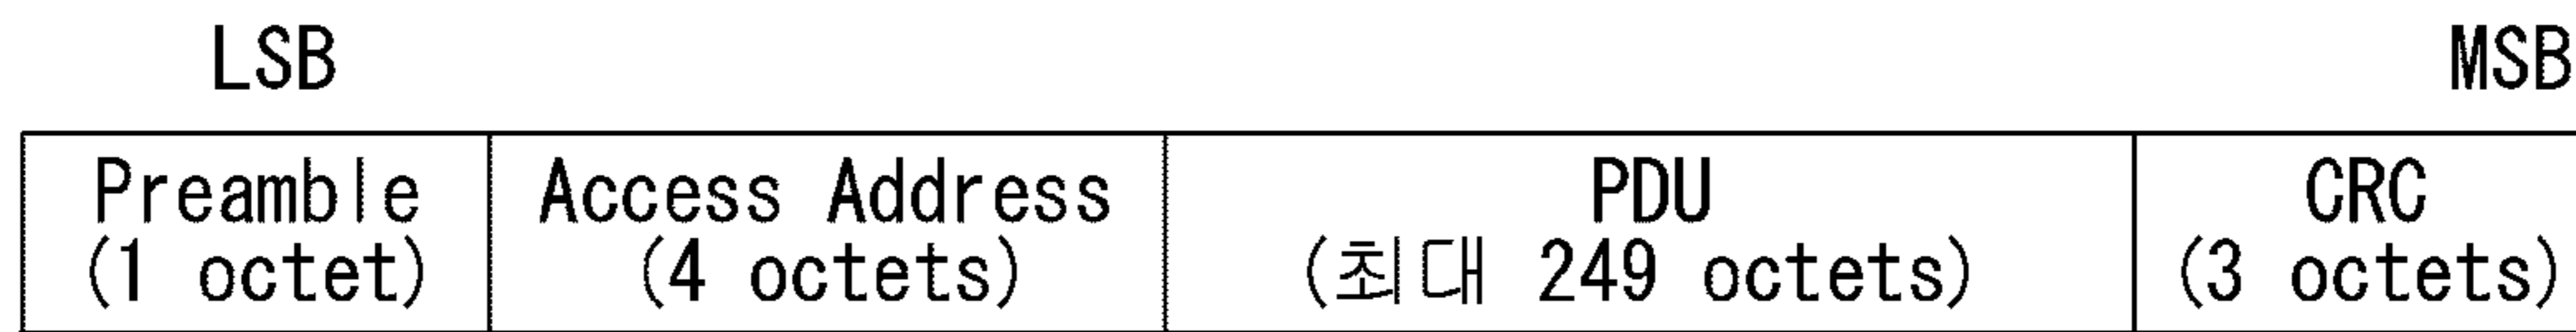 LSB MSB
Preamble Access Address PDU CRC
(1 octet) (4 octets) (최대 249 octets) (3 octets)